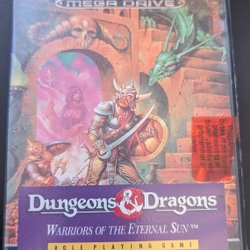 MEGA DRIVE
Dungeons & Dragons
WARRIORS OF THE ETERNAL SUN™
ROLE PLAYING GAME